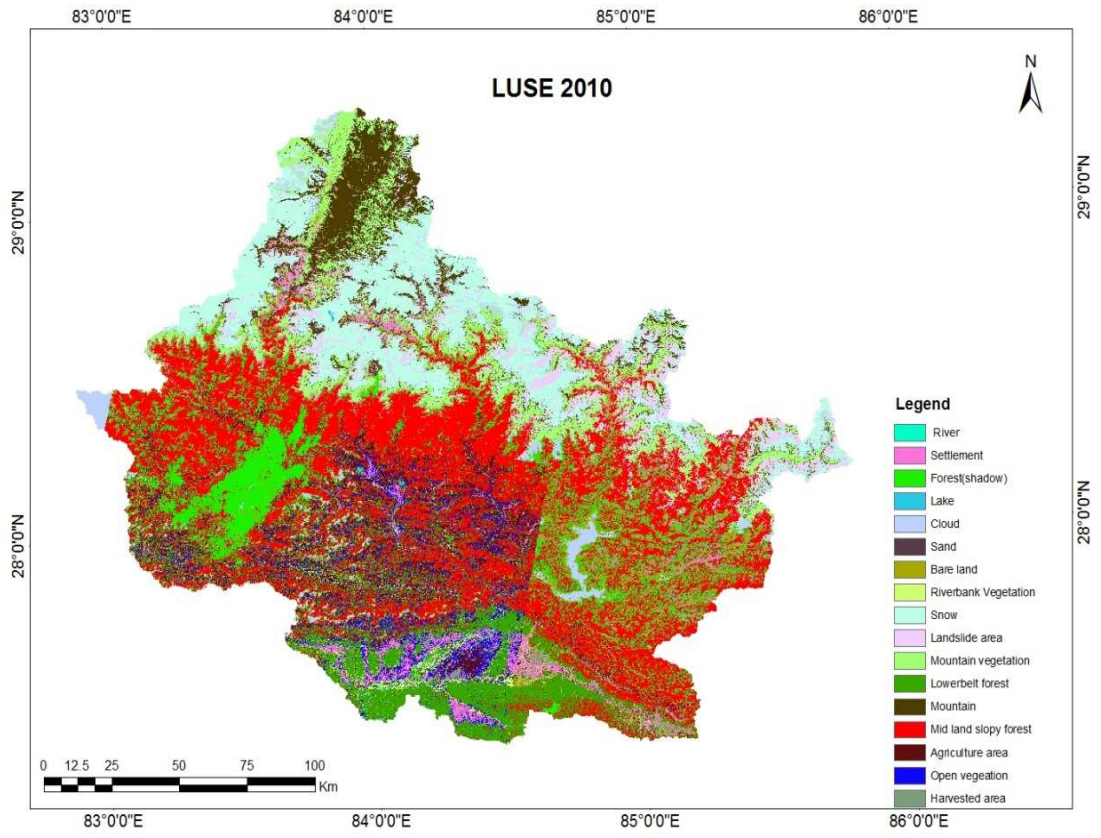 83°0'0"E 84°0'0"E 85°0'0"E 86°0'0"E
LUSE 2010
N
29°0'0"N
29°0'0"N
28°0'0"N
28°0'0"N
Legend
River
Settlement
Forest(shadow)
Lake
Cloud
Sand
Bare land
Riverbank Vegetation
Snow
Landslide area
Mountain vegetation
Lowerbelt forest
Mountain
Mid land slopy forest
Agriculture area
Open vegeation
Harvested area
0 12.5 25 50 75 100
Km
83°0'0"E 84°0'0"E 85°0'0"E 86°0'0"E